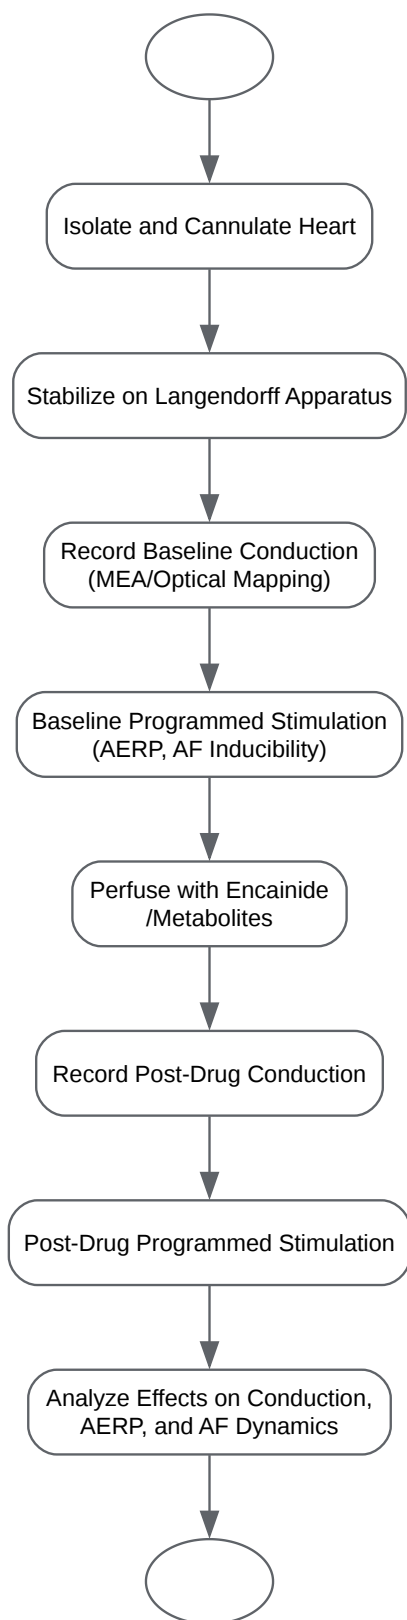 Isolate and Cannulate Heart
Stabilize on Langendorff Apparatus
Record Baseline Conduction
(MEA/Optical Mapping)
Baseline Programmed Stimulation
(AERP, AF Inducibility)
Perfuse with Encainide
/Metabolites
Record Post-Drug Conduction
Post-Drug Programmed Stimulation
Analyze Effects on Conduction,
AERP, and AF Dynamics